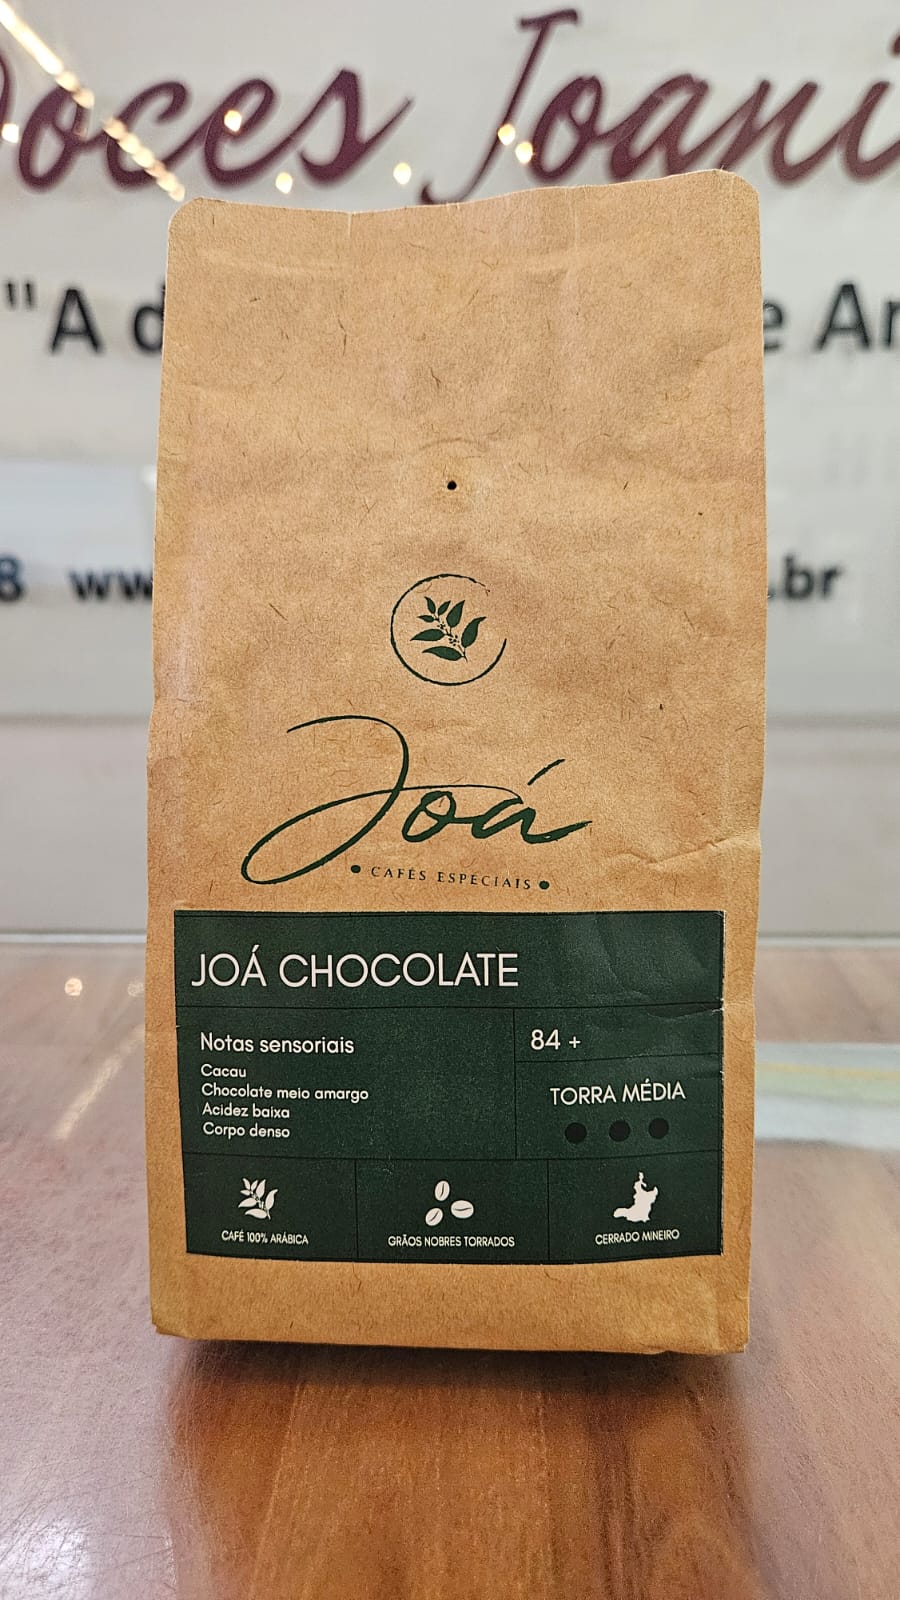 Doces Joani
"A d e Ar
8 www .br
Joá
• CAFÉS ESPECIAIS •
JOÁ CHOCOLATE
Notas sensoriais
Cacau
Chocolate meio amargo
Acidez baixa
Corpo denso
84 +
TORRA MÉDIA
CAFÉ 100% ARÁBICA
GRÃOS NOBRES TORRADOS
CERRADO MINEIRO